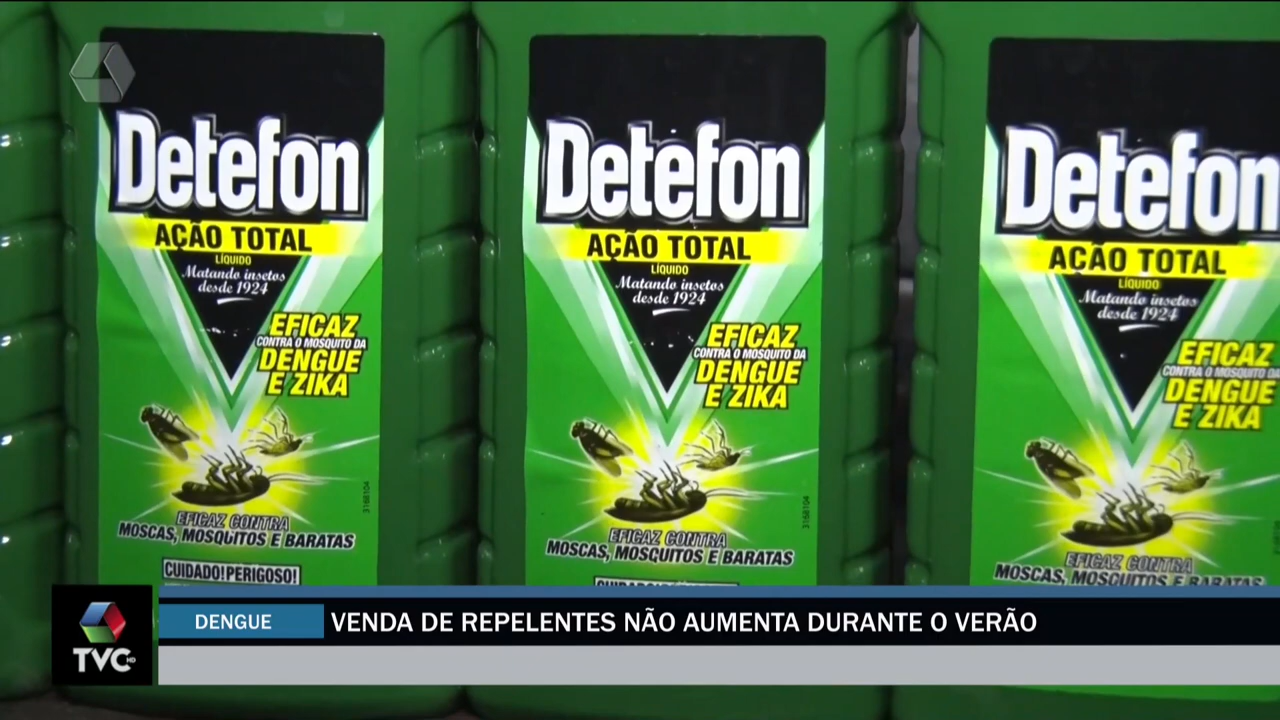 Detefon
AÇÃO TOTAL
LÍQUIDO
Matando insetos
desde 1924
EFICAZ
CONTRA O MOSQUITO DA
DENGUE
E ZIKA
3168104
EFICAZ CONTRA
MOSCAS, MOSQUITOS E BARATAS
CUIDADO! PERIGOSO!
Detefon
AÇÃO TOTAL
LÍQUIDO
Matando insetos
desde 1924
EFICAZ
CONTRA O MOSQUITO DA
DENGUE
E ZIKA
3168104
EFICAZ CONTRA
MOSCAS, MOSQUITOS E BARATAS
Detefon
AÇÃO TOTAL
LÍQUIDO
Matando insetos
desde 1924
EFICAZ
CONTRA O MOSQUITO DA
DENGUE
E ZIKA
EFICAZ CONTRA
MOSCAS, MOSQUITOS E BARATAS
DENGUE
VENDA DE REPELENTES NÃO AUMENTA DURANTE O VERÃO
TVC HD